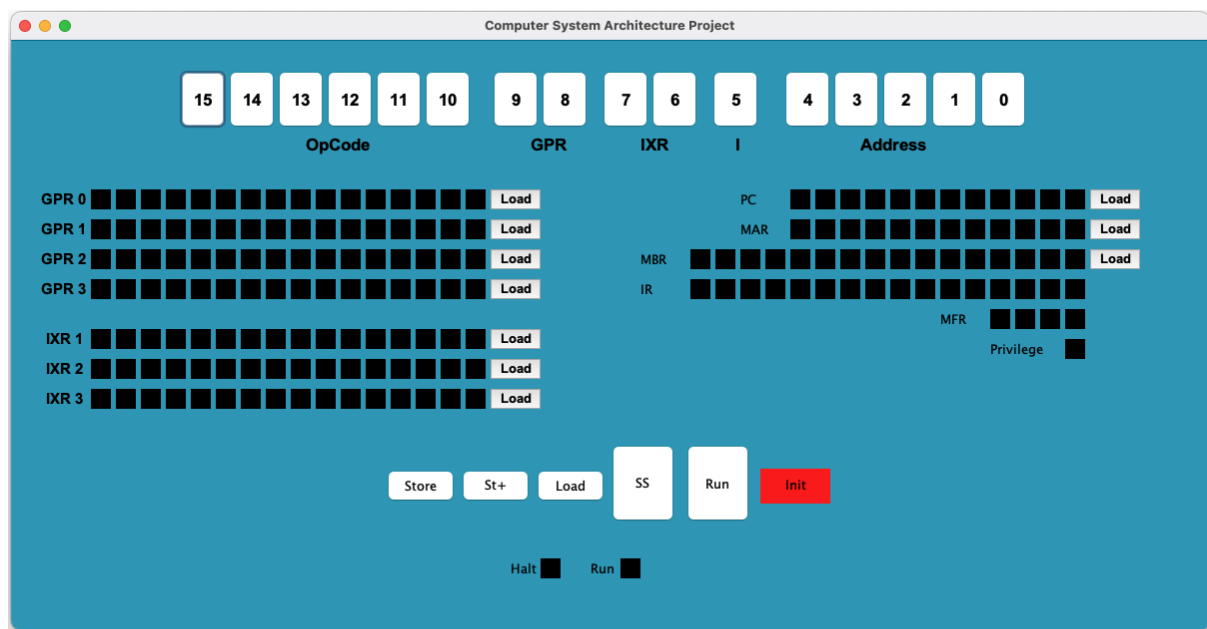 Computer System Architecture Project
15 14 13 12 11 10 9 8 7 6 5 4 3 2 1 0
OpCode GPR IXR I Address
GPR 0 Load PC Load
GPR 1 Load MAR Load
GPR 2 Load MBR Load
GPR 3 Load IR
MFR
IXR 1 Load
Privilege
IXR 2 Load
IXR 3 Load
Store St+ Load SS Run Init
Halt Run